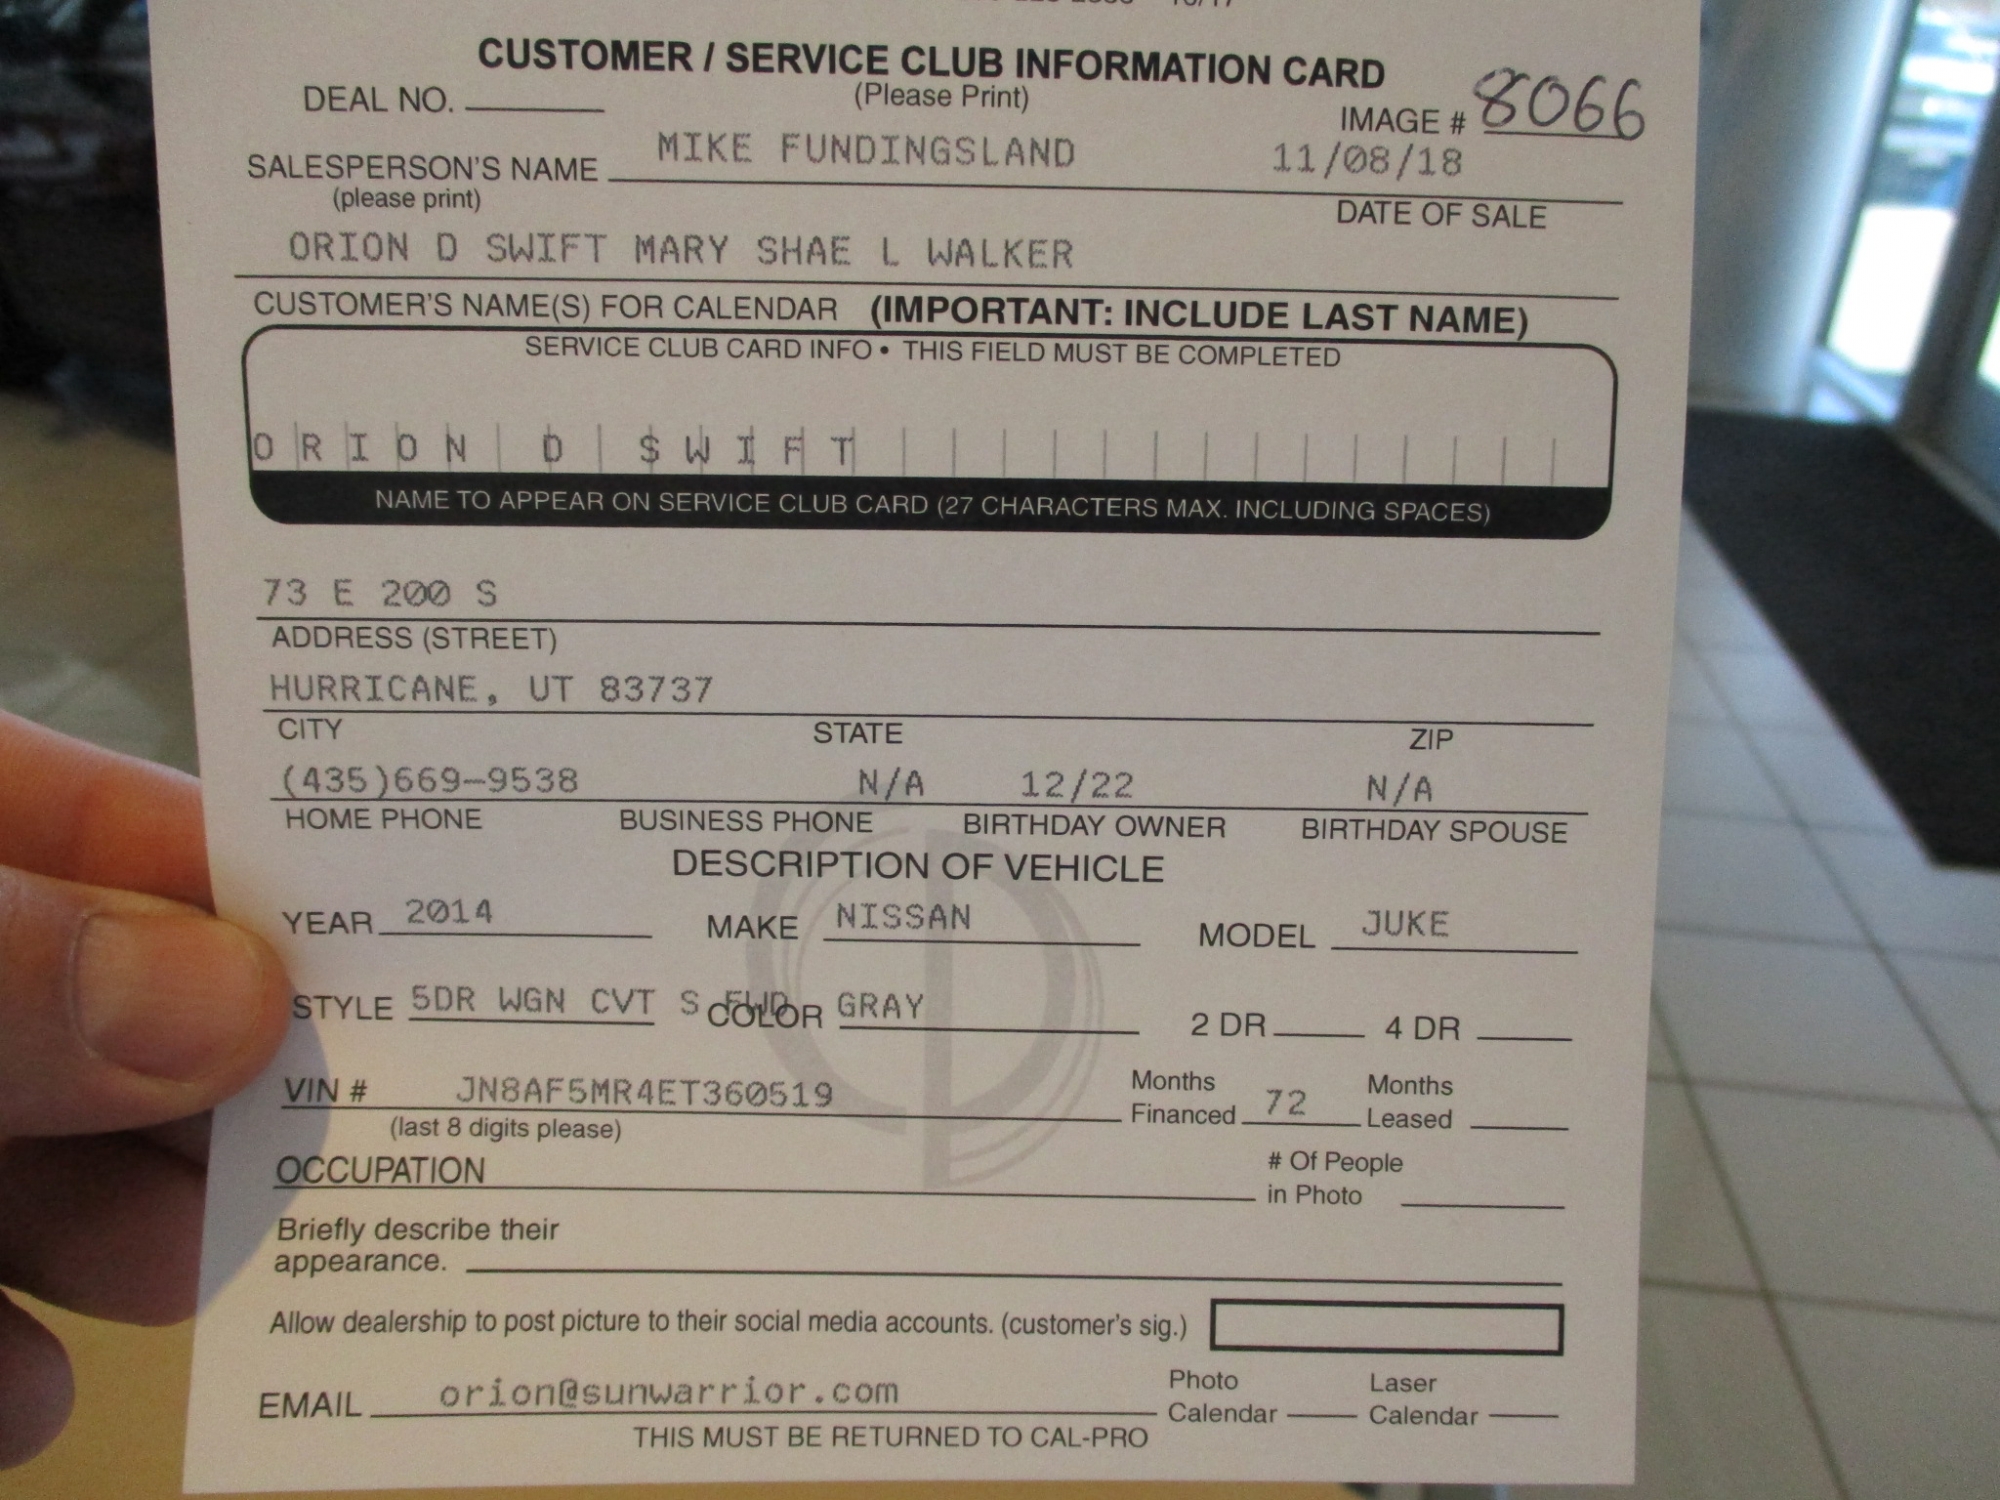 CUSTOMER / SERVICE CLUB INFORMATION CARD
(Please Print)
DEAL NO.
IMAGE # 8066
SALESPERSON'S NAME MIKE FUNDINGSLAND 11/08/18
(please print) DATE OF SALE
ORION D SWIFT MARY SHAE L WALKER
CUSTOMER'S NAME(S) FOR CALENDAR (IMPORTANT: INCLUDE LAST NAME)
SERVICE CLUB CARD INFO • THIS FIELD MUST BE COMPLETED
ORION D SWIFT
NAME TO APPEAR ON SERVICE CLUB CARD (27 CHARACTERS MAX. INCLUDING SPACES)
73 E 200 S
ADDRESS (STREET)
HURRICANE, UT 83737
CITY STATE ZIP
(435)669-9538 N/A 12/22 N/A
HOME PHONE BUSINESS PHONE BIRTHDAY OWNER BIRTHDAY SPOUSE
DESCRIPTION OF VEHICLE
YEAR 2014 MAKE NISSAN MODEL JUKE
STYLE 5DR WGN CVT S FWD COLOR GRAY 2 DR 4 DR
VIN # JN8AF5MR4ET360519 Months Financed 72 Months Leased
(last 8 digits please)
OCCUPATION # Of People in Photo
Briefly describe their
appearance.
Allow dealership to post picture to their social media accounts. (customer's sig.)
EMAIL orion@sunwarrior.com Photo Calendar Laser Calendar
THIS MUST BE RETURNED TO CAL-PRO